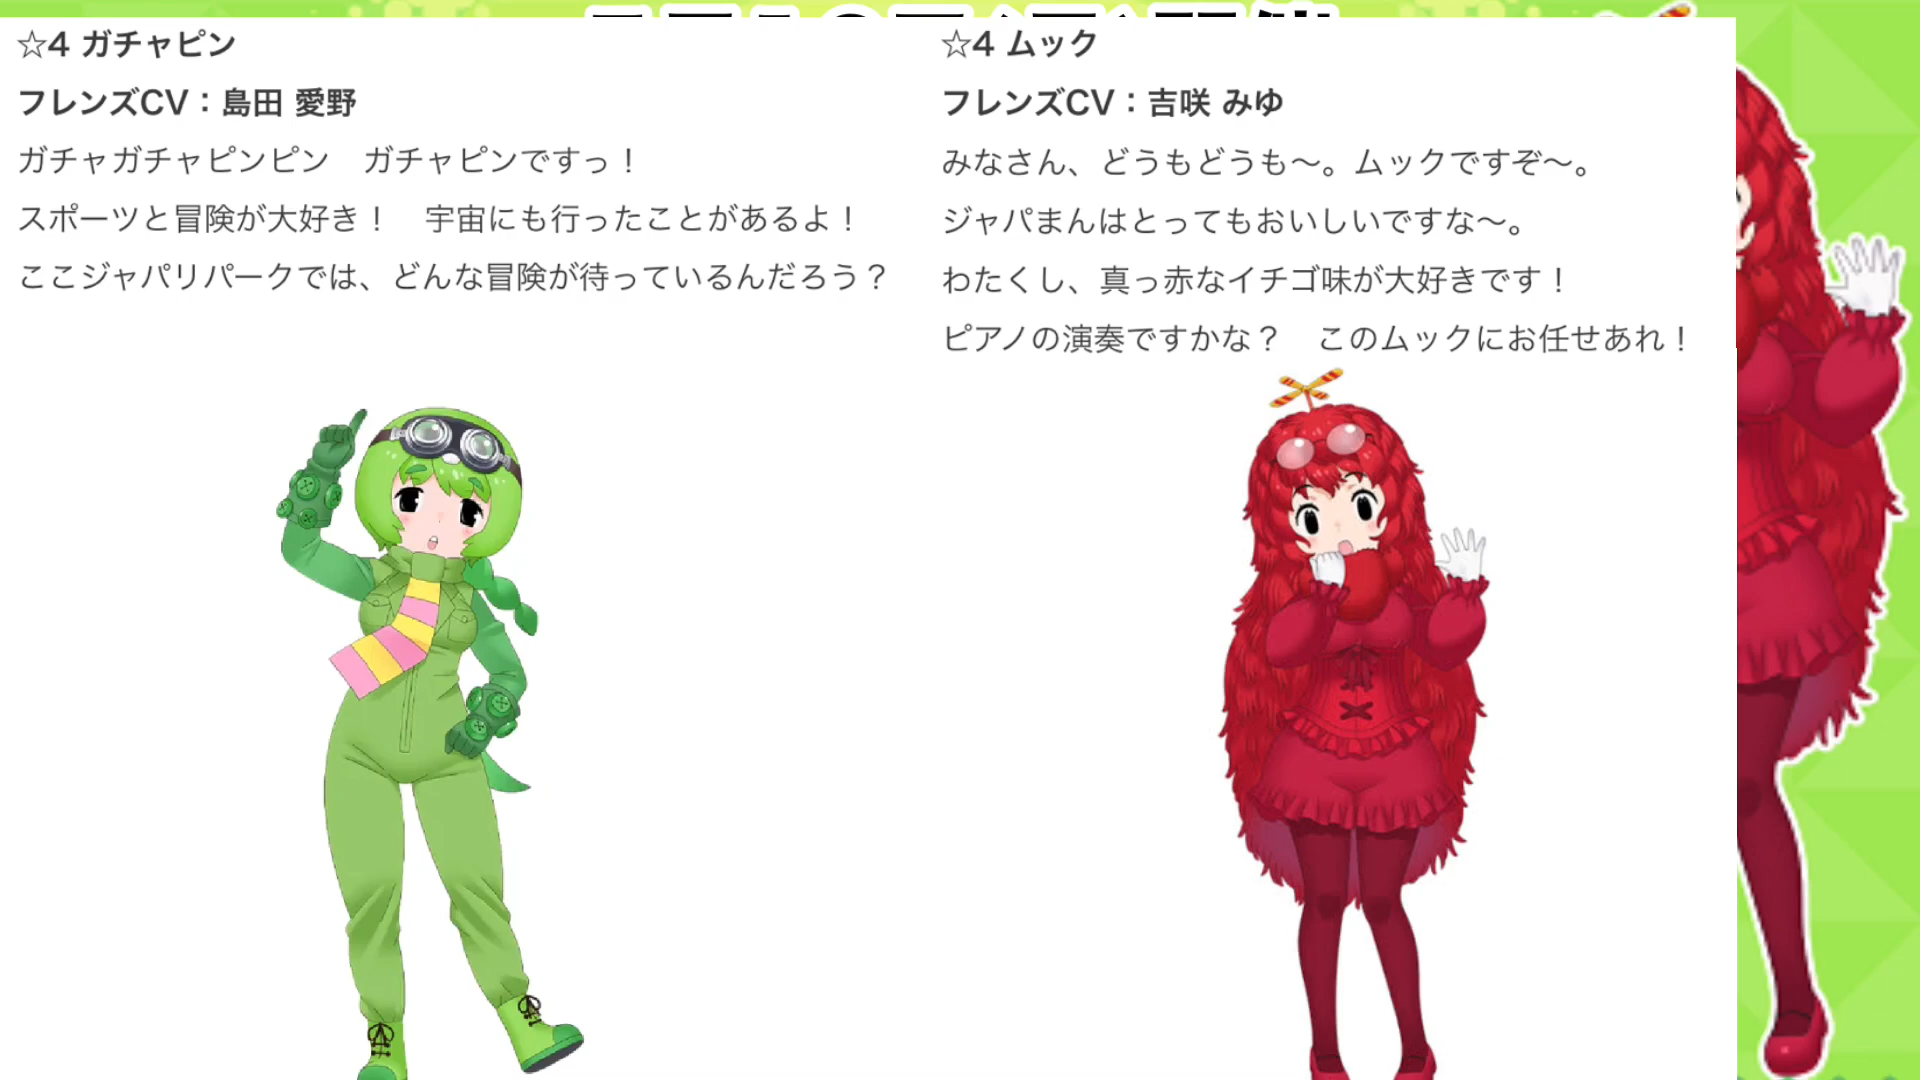 ☆4 ガチャピン
フレンズCV：島田 愛野
ガチャガチャピンピン　ガチャピンですっ！
スポーツと冒険が大好き！　宇宙にも行ったことがあるよ！
ここジャパリパークでは、どんな冒険が待っているんだろう？
☆4 ムック
フレンズCV：吉咲 みゆ
みなさん、どうもどうも～。ムックですぞ～。
ジャパまんはとってもおいしいですな～。
わたくし、真っ赤なイチゴ味が大好きです！
ピアノの演奏ですかな？　このムックにお任せあれ！